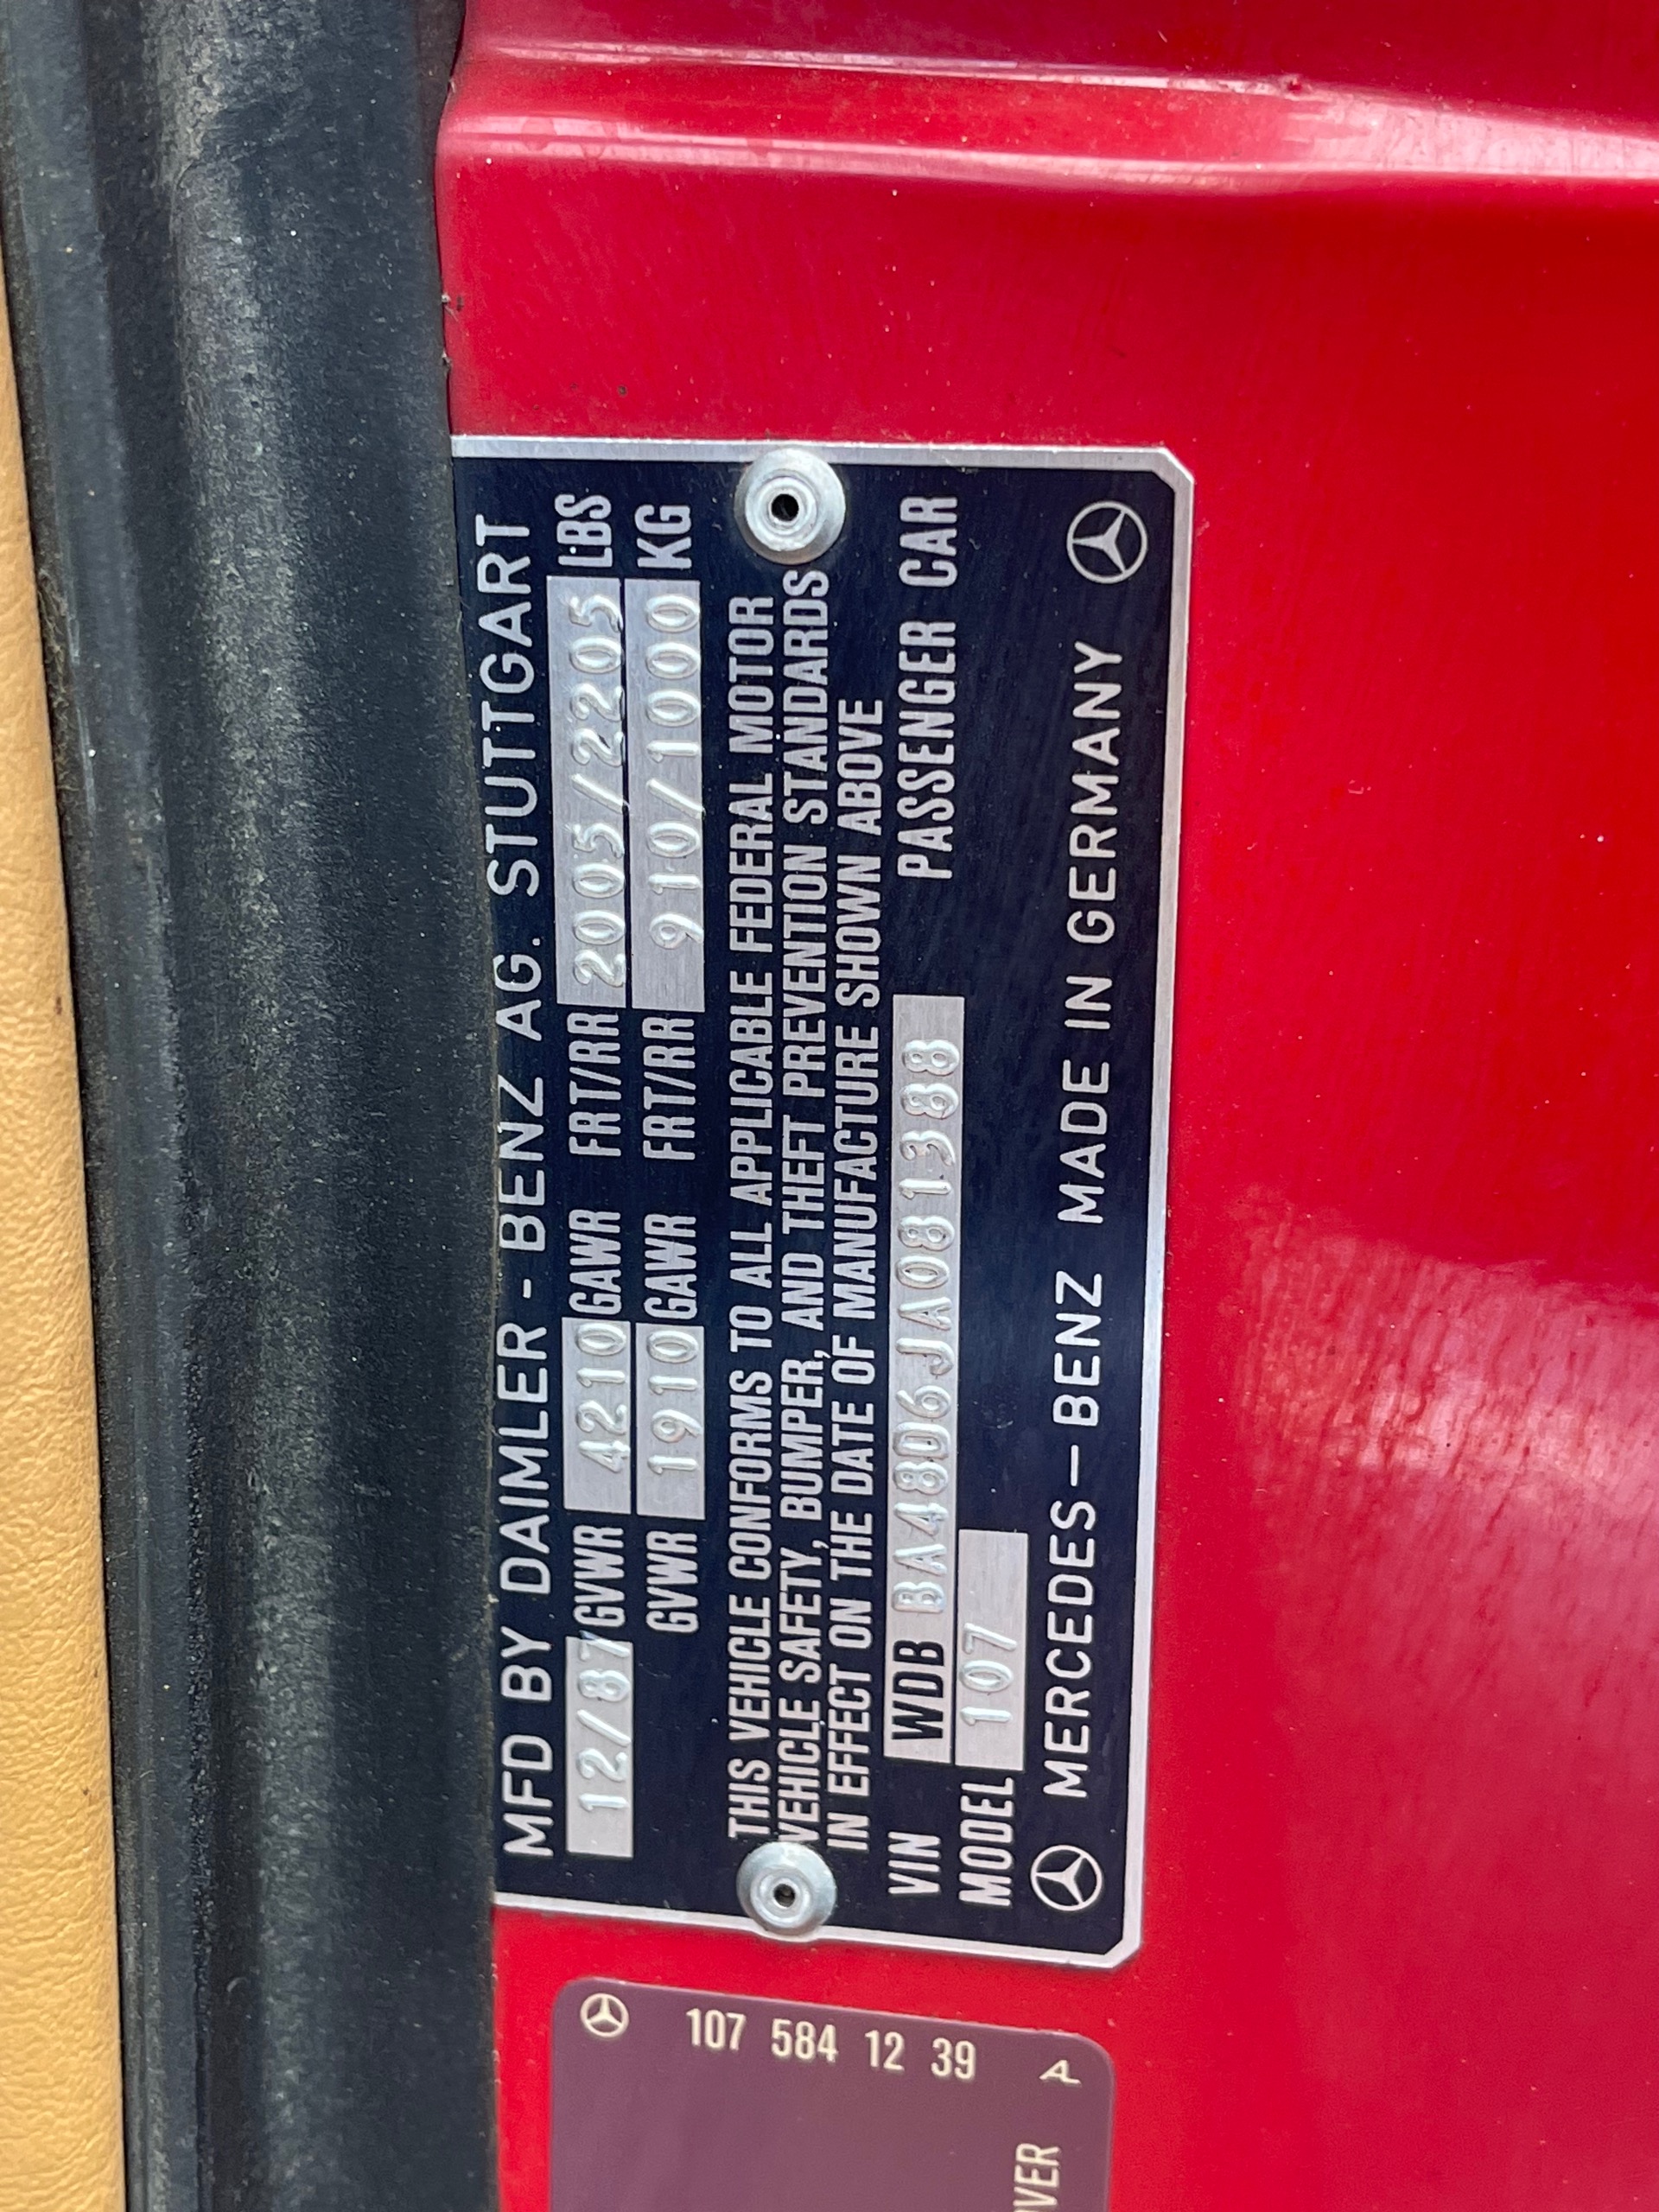 MFD BY DAIMLER - BENZ AG. STUTTGART
12/87 GVWR 4210 GAWR FRT/RR 2005/2205 LBS
GVWR 1910 GAWR FRT/RR 910/1000 KG
THIS VEHICLE CONFORMS TO ALL APPLICABLE FEDERAL MOTOR
VEHICLE SAFETY, BUMPER, AND THEFT PREVENTION STANDARDS
IN EFFECT ON THE DATE OF MANUFACTURE SHOWN ABOVE
VIN WDB BA48D6JA081388 PASSENGER CAR
MODEL 107
MERCEDES-BENZ MADE IN GERMANY
107 584 12 39